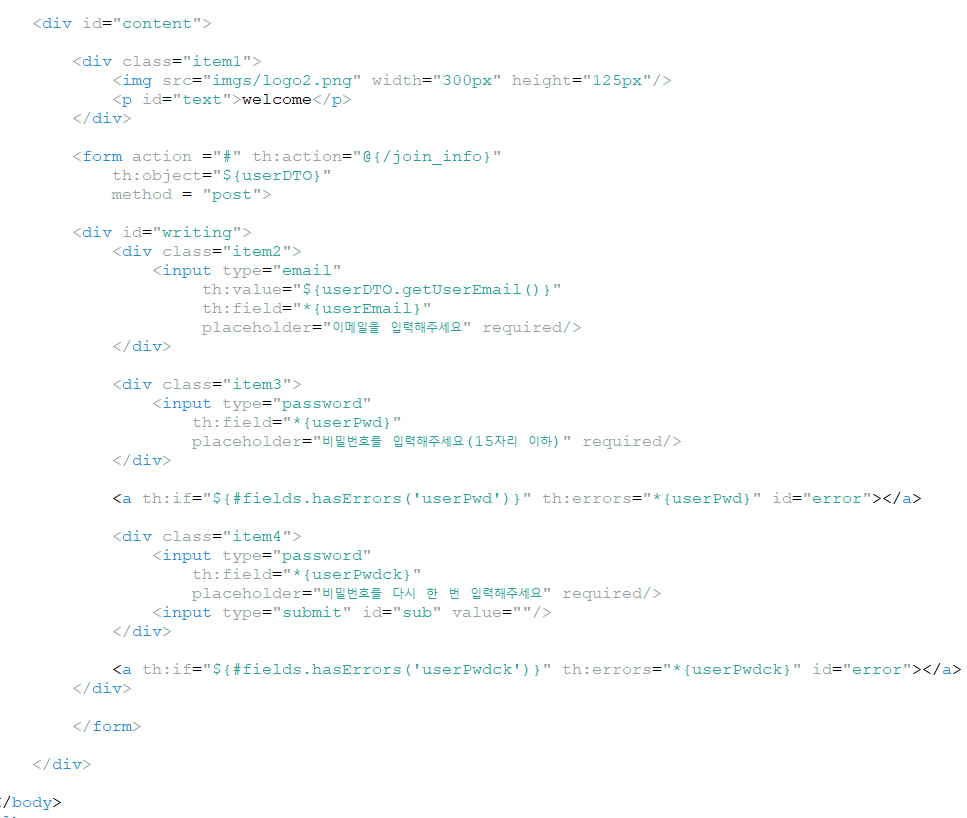 <div id="content">
<div class="item1">
<img src="imgs/logo2.png" width="300px" height="125px"/>
<p id="text">welcome</p>
</div>
<form action ="#" th:action="@{/join_info}"
th:object="${userDTO}"
method = "post">
<div id="writing">
<div class="item2">
<input type="email"
th:value="${userDTO.getUserEmail()}"
th:field="*{userEmail}"
placeholder="이메일을 입력해주세요" required/>
</div>
<div class="item3">
<input type="password"
th:field="*{userPwd}"
placeholder="비밀번호를 입력해주세요(15자리 이하)" required/>
</div>
<a th:if="${#fields.hasErrors('userPwd')}" th:errors="*{userPwd}" id="error"></a>
<div class="item4">
<input type="password"
th:field="*{userPwdck}"
placeholder="비밀번호를 다시 한 번 입력해주세요" required/>
<input type="submit" id="sub" value=""/>
</div>
<a th:if="${#fields.hasErrors('userPwdck')}" th:errors="*{userPwdck}" id="error"></a>
</div>
</form>
</div>
/body>